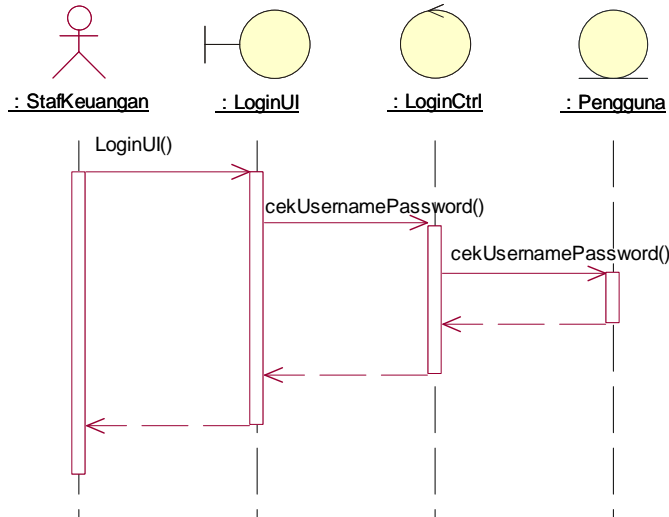 : StafKeuangan
: LoginUI
: LoginCtrl
: Pengguna
LoginUI()
cekUsernamePassword()
cekUsernamePassword()